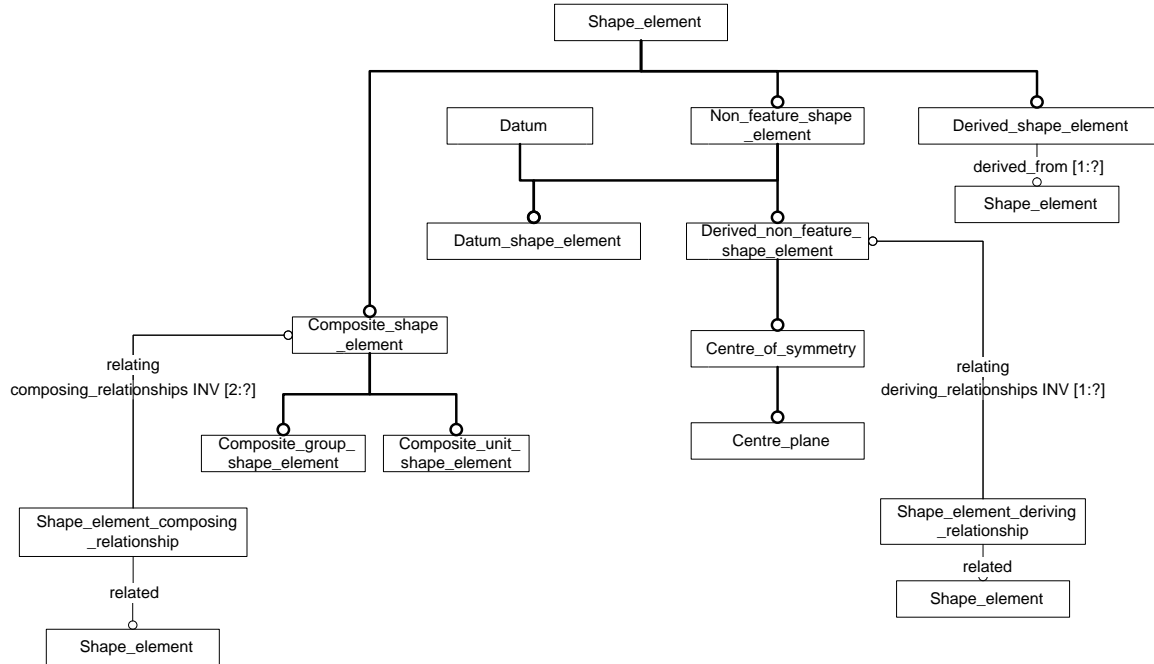 Shape_element
Datum
Non_feature_shape
_element
Derived_shape_element
derived_from [1:?]
Shape_element
Datum_shape_element
Derived_non_feature_
shape_element
Composite_shape
_element
Centre_of_symmetry
relating
composing_relationships INV [2:?]
relating
deriving_relationships INV [1:?]
Composite_group_
shape_element
Composite_unit_
shape_element
Centre_plane
Shape_element_composing
_relationship
Shape_element_deriving
_relationship
related
Shape_element
related
Shape_element